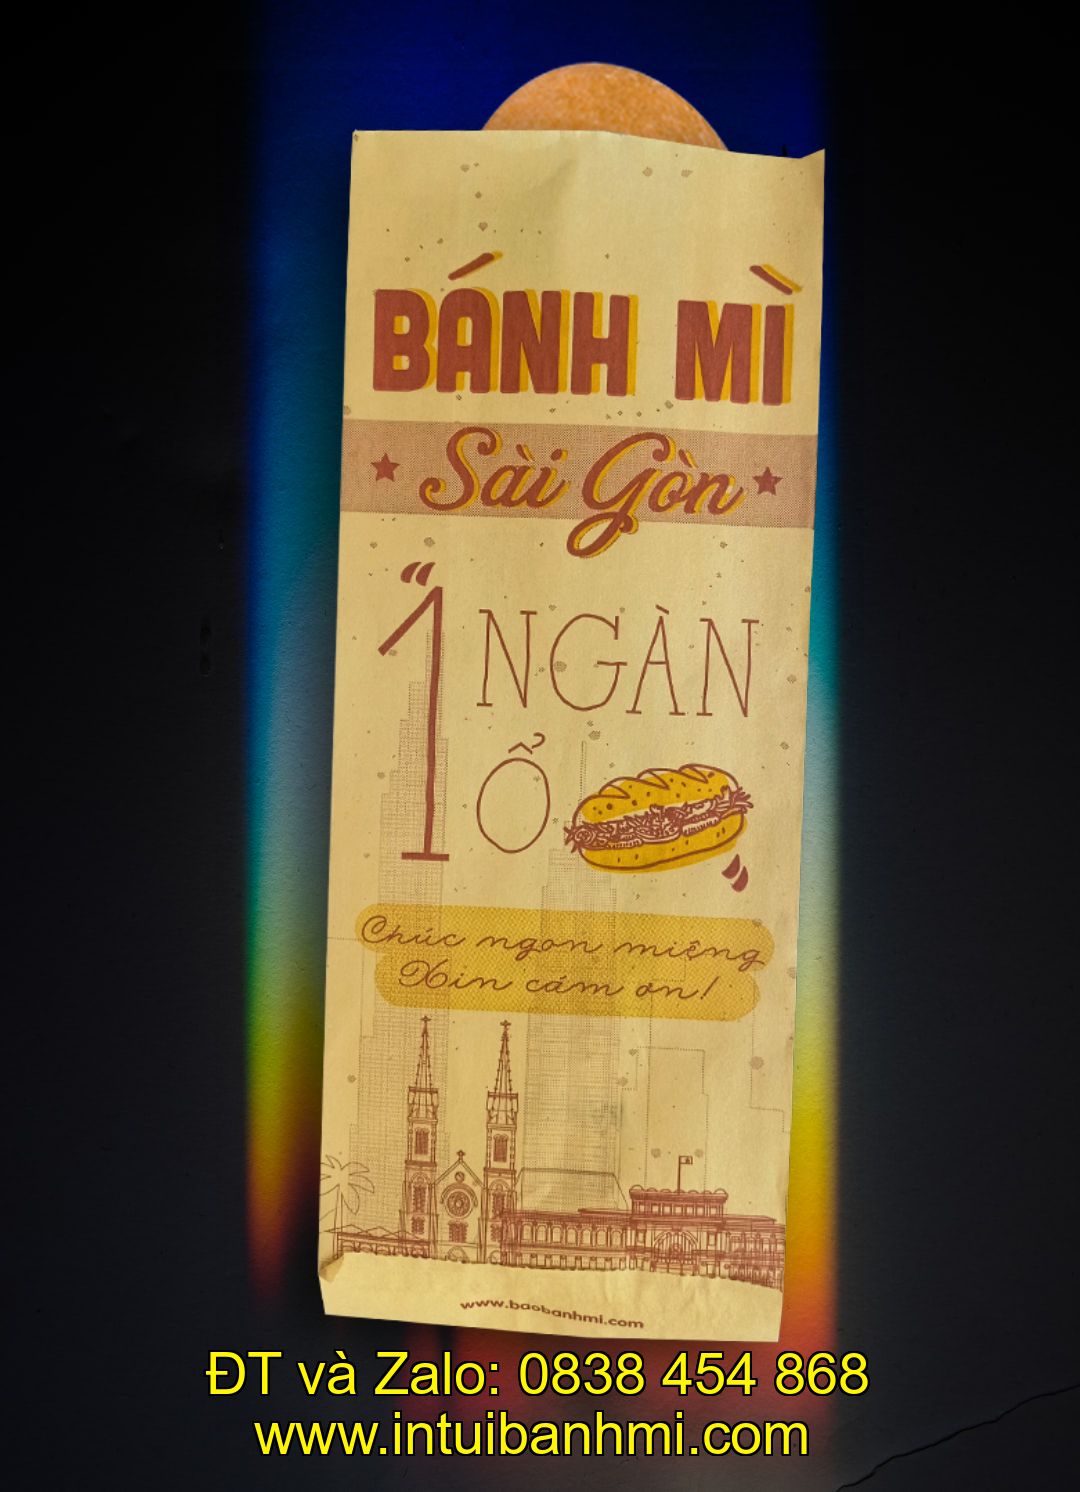 BÁNH MÌ
Sài Gòn
"1 NGÀN
Ổ "
Chúc ngon miệng
Xin cám ơn!
www.baobanhmi.com
ĐT và Zalo: 0838 454 868
www.intuibanhmi.com